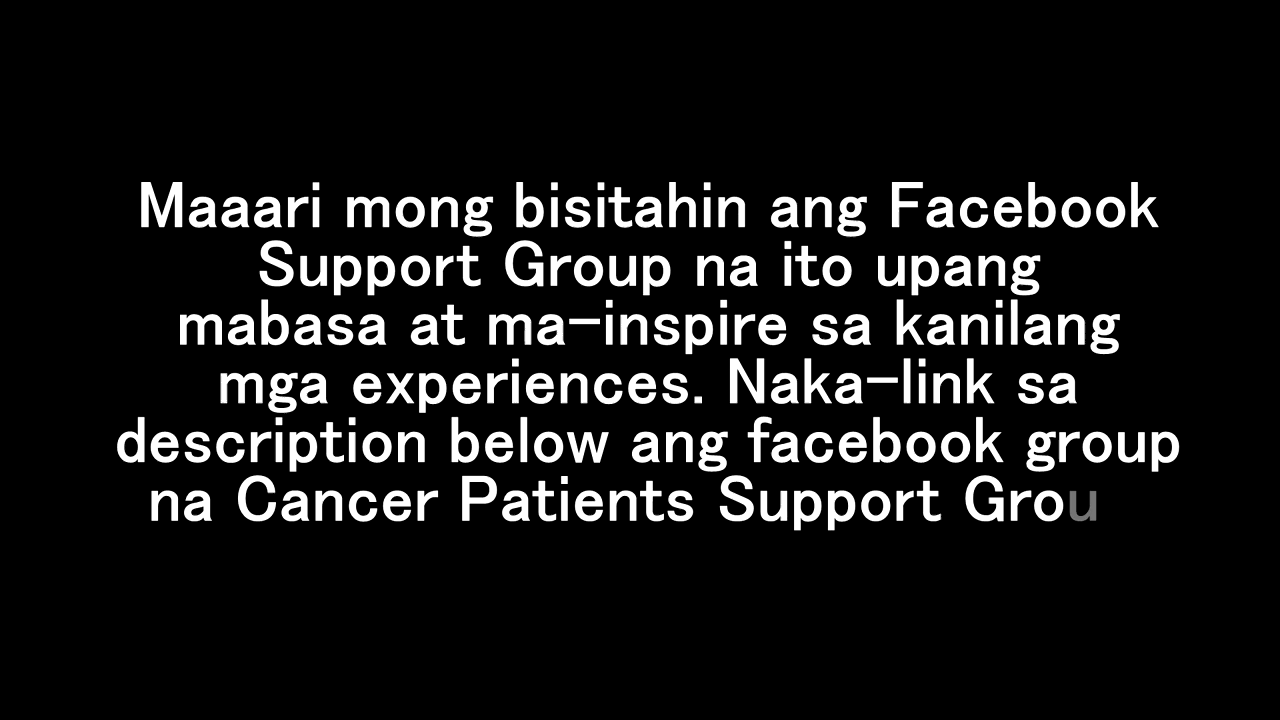 Maaari mong bisitahin ang Facebook
Support Group na ito upang
mabasa at ma-inspire sa kanilang
mga experiences. Naka-link sa
description below ang facebook group
na Cancer Patients Support Grou